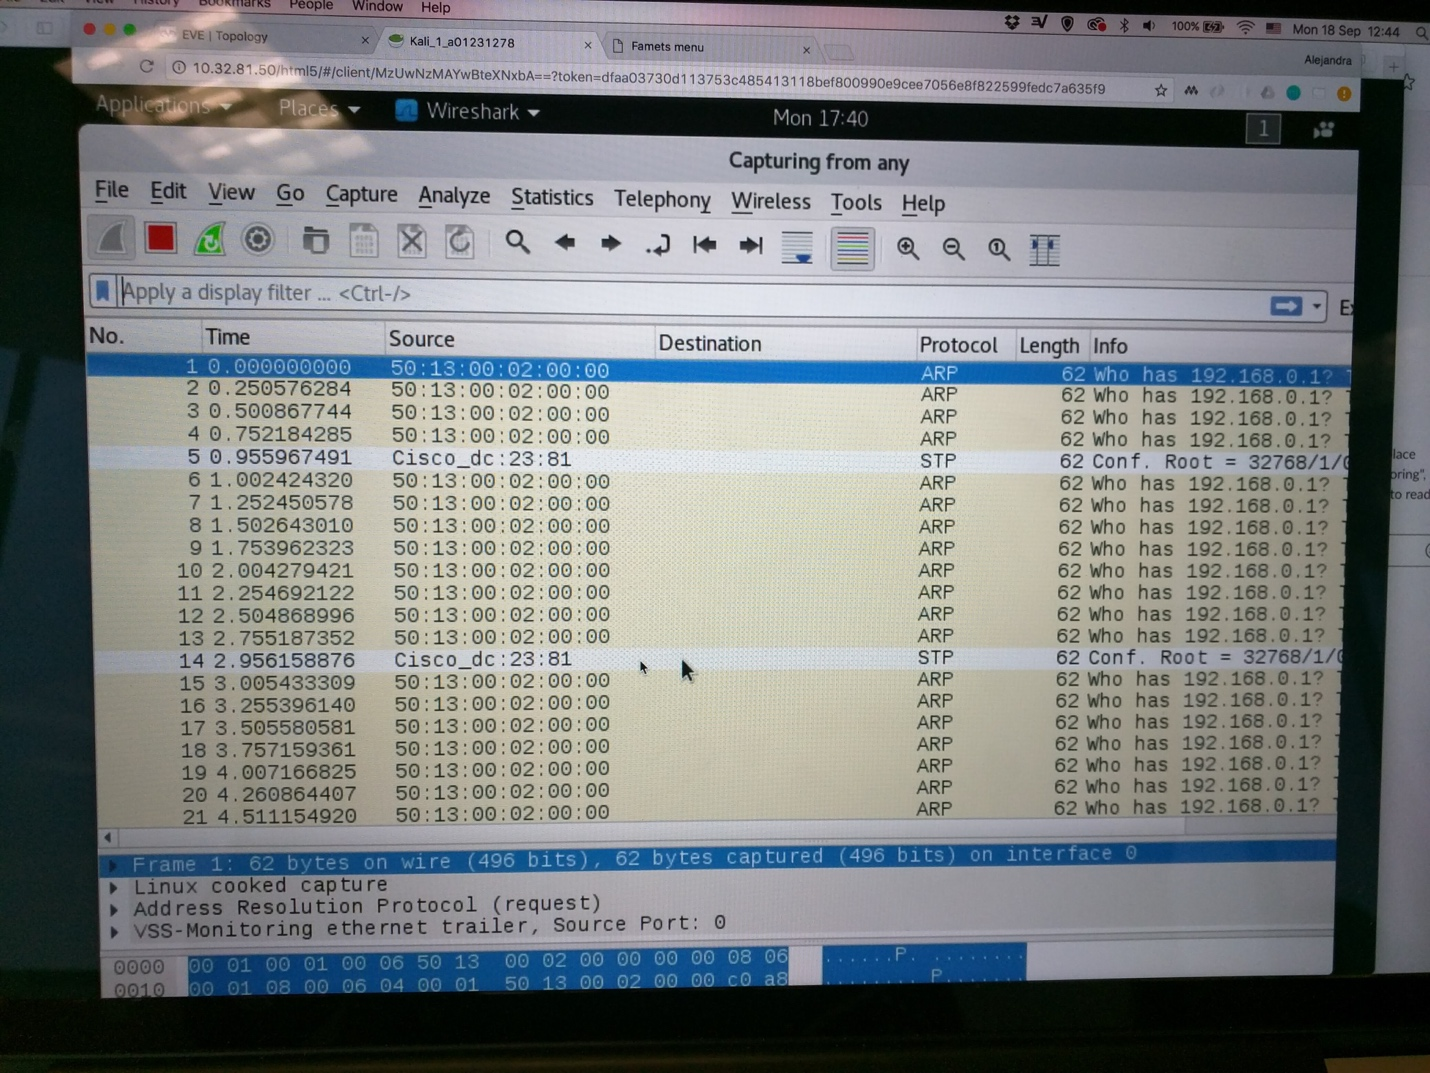 History Bookmarks People Window Help 100% Mon 18 Sep 12:44
EVE | Topology Kali_1_a01231278 Famets menu Alejandra
10.32.81.50/html5/#/client/MzUwNzMAYwBteXNxbA==?token=dfaa03730d113753c485413118bef800990e9cee7056e8f822599fedc7a635f9
Applications Places Wireshark Mon 17:40 1
Capturing from any
File Edit View Go Capture Analyze Statistics Telephony Wireless Tools Help
Apply a display filter ... <Ctrl-/>
No. Time Source Destination Protocol Length Info
1 0.000000000 50:13:00:02:00:00 ARP 62 Who has 192.168.0.1?
2 0.250576284 50:13:00:02:00:00 ARP 62 Who has 192.168.0.1?
3 0.500867744 50:13:00:02:00:00 ARP 62 Who has 192.168.0.1?
4 0.752184285 50:13:00:02:00:00 ARP 62 Who has 192.168.0.1?
5 0.955967491 Cisco_dc:23:81 STP 62 Conf. Root = 32768/1/0
6 1.002424320 50:13:00:02:00:00 ARP 62 Who has 192.168.0.1?
7 1.252450578 50:13:00:02:00:00 ARP 62 Who has 192.168.0.1?
8 1.502643010 50:13:00:02:00:00 ARP 62 Who has 192.168.0.1?
9 1.753962323 50:13:00:02:00:00 ARP 62 Who has 192.168.0.1?
10 2.004279421 50:13:00:02:00:00 ARP 62 Who has 192.168.0.1?
11 2.254692122 50:13:00:02:00:00 ARP 62 Who has 192.168.0.1?
12 2.504868996 50:13:00:02:00:00 ARP 62 Who has 192.168.0.1?
13 2.755187352 50:13:00:02:00:00 ARP 62 Who has 192.168.0.1?
14 2.956158876 Cisco_dc:23:81 STP 62 Conf. Root = 32768/1/0
15 3.005433309 50:13:00:02:00:00 ARP 62 Who has 192.168.0.1?
16 3.255396140 50:13:00:02:00:00 ARP 62 Who has 192.168.0.1?
17 3.505580581 50:13:00:02:00:00 ARP 62 Who has 192.168.0.1?
18 3.757159361 50:13:00:02:00:00 ARP 62 Who has 192.168.0.1?
19 4.007166825 50:13:00:02:00:00 ARP 62 Who has 192.168.0.1?
20 4.260864407 50:13:00:02:00:00 ARP 62 Who has 192.168.0.1?
21 4.511154920 50:13:00:02:00:00 ARP 62 Who has 192.168.0.1?
Frame 1: 62 bytes on wire (496 bits), 62 bytes captured (496 bits) on interface 0
Linux cooked capture
Address Resolution Protocol (request)
VSS-Monitoring ethernet trailer, Source Port: 0
0000 00 01 00 01 00 06 50 13 00 02 00 00 00 00 08 06 ......P. ........
0010 00 01 08 00 06 04 00 01 50 13 00 02 00 00 c0 a8 ........ P.......
lace
oring",
to read